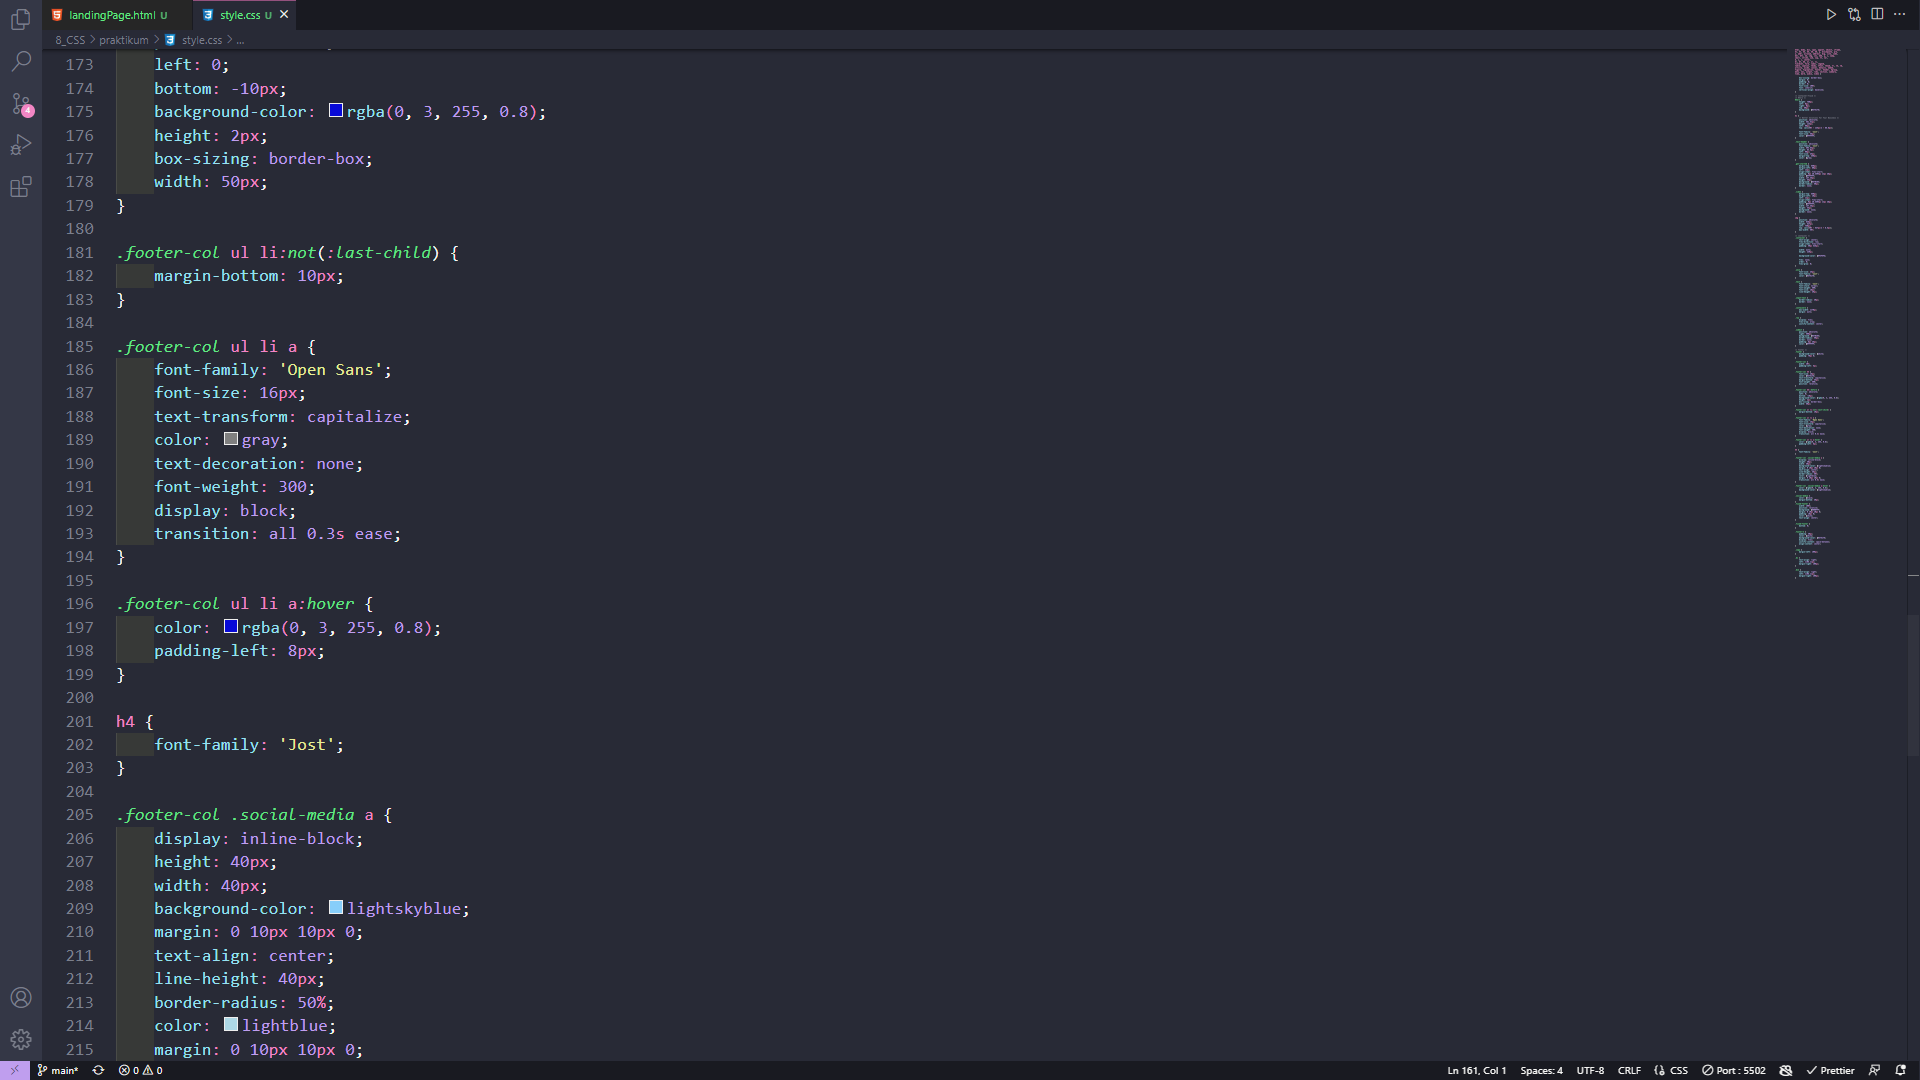 landingPage.html U
style.css U
8_CSS > praktikum > style.css > ...
173 left: 0;
174 bottom: -10px;
175 background-color: rgba(0, 3, 255, 0.8);
176 height: 2px;
177 box-sizing: border-box;
178 width: 50px;
179 }
180
181 .footer-col ul li:not(:last-child) {
182 margin-bottom: 10px;
183 }
184
185 .footer-col ul li a {
186 font-family: 'Open Sans';
187 font-size: 16px;
188 text-transform: capitalize;
189 color: gray;
190 text-decoration: none;
191 font-weight: 300;
192 display: block;
193 transition: all 0.3s ease;
194 }
195
196 .footer-col ul li a:hover {
197 color: rgba(0, 3, 255, 0.8);
198 padding-left: 8px;
199 }
200
201 h4 {
202 font-family: 'Jost';
203 }
204
205 .footer-col .social-media a {
206 display: inline-block;
207 height: 40px;
208 width: 40px;
209 background-color: lightskyblue;
210 margin: 0 10px 10px 0;
211 text-align: center;
212 line-height: 40px;
213 border-radius: 50%;
214 color: lightblue;
215 margin: 0 10px 10px 0;
4
main* 0 0 Ln 161, Col 1 Spaces: 4 UTF-8 CRLF CSS Port : 5502 Prettier